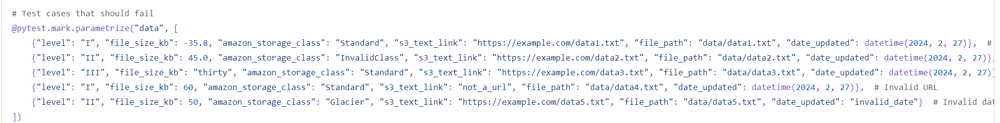 # Test cases that should fail
@pytest.mark.parametrize("data", [
    {"level": "I", "file_size_kb": -35.8, "amazon_storage_class": "Standard", "s3_text_link": "https://example.com/data1.txt", "file_path": "data/data1.txt", "date_updated": datetime(2024, 2, 27)},  #
    {"level": "II", "file_size_kb": 45.0, "amazon_storage_class": "InvalidClass", "s3_text_link": "https://example.com/data2.txt", "file_path": "data/data2.txt", "date_updated": datetime(2024, 2, 27)},
    {"level": "III", "file_size_kb": "thirty", "amazon_storage_class": "Standard", "s3_text_link": "https://example.com/data3.txt", "file_path": "data/data3.txt", "date_updated": datetime(2024, 2, 27)}
    {"level": "I", "file_size_kb": 60, "amazon_storage_class": "Standard", "s3_text_link": "not_a_url", "file_path": "data/data4.txt", "date_updated": datetime(2024, 2, 27)},  # Invalid URL
    {"level": "II", "file_size_kb": 50, "amazon_storage_class": "Glacier", "s3_text_link": "https://example.com/data5.txt", "file_path": "data/data5.txt", "date_updated": "invalid_date"}  # Invalid dat
])